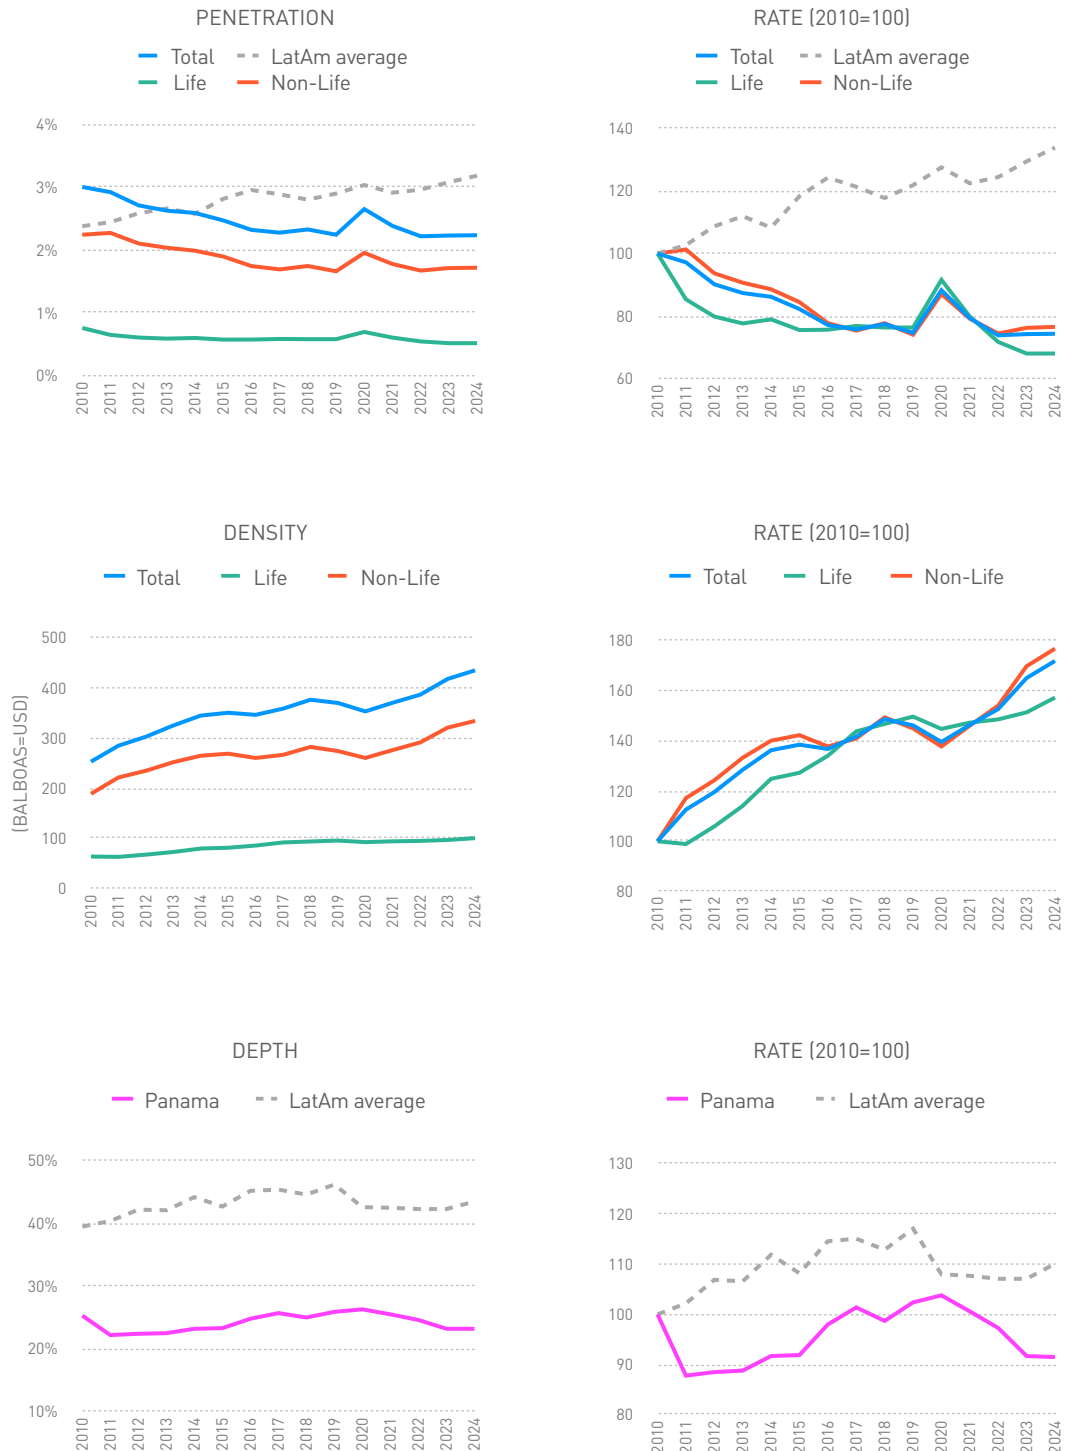 PENETRATION
Total LatAm average
Life Non-Life
4%
3%
2%
1%
0%
2010 2011 2012 2013 2014 2015 2016 2017 2018 2019 2020 2021 2022 2023 2024
RATE (2010=100)
Total LatAm average
Life Non-Life
140
120
100
80
60
2010 2011 2012 2013 2014 2015 2016 2017 2018 2019 2020 2021 2022 2023 2024
DENSITY
Total Life Non-Life
(BALBOAS=USD)
500
400
300
200
100
0
2010 2011 2012 2013 2014 2015 2016 2017 2018 2019 2020 2021 2022 2023 2024
RATE (2010=100)
Total Life Non-Life
180
160
140
120
100
80
2010 2011 2012 2013 2014 2015 2016 2017 2018 2019 2020 2021 2022 2023 2024
DEPTH
Panama LatAm average
50%
40%
30%
20%
10%
2010 2011 2012 2013 2014 2015 2016 2017 2018 2019 2020 2021 2022 2023 2024
RATE (2010=100)
Panama LatAm average
130
120
110
100
90
80
2010 2011 2012 2013 2014 2015 2016 2017 2018 2019 2020 2021 2022 2023 2024